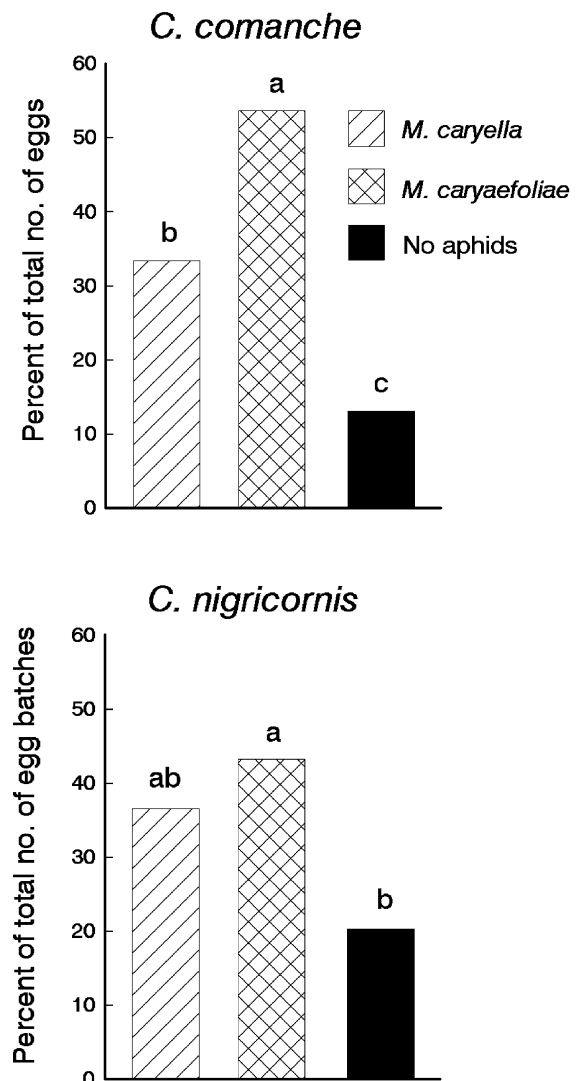 C. comanche
Percent of total no. of eggs
60
50
40
30
20
10
0
b
a
c
M. caryella
M. caryaefoliae
No aphids
C. nigricornis
Percent of total no. of egg batches
60
50
40
30
20
10
0
ab
a
b